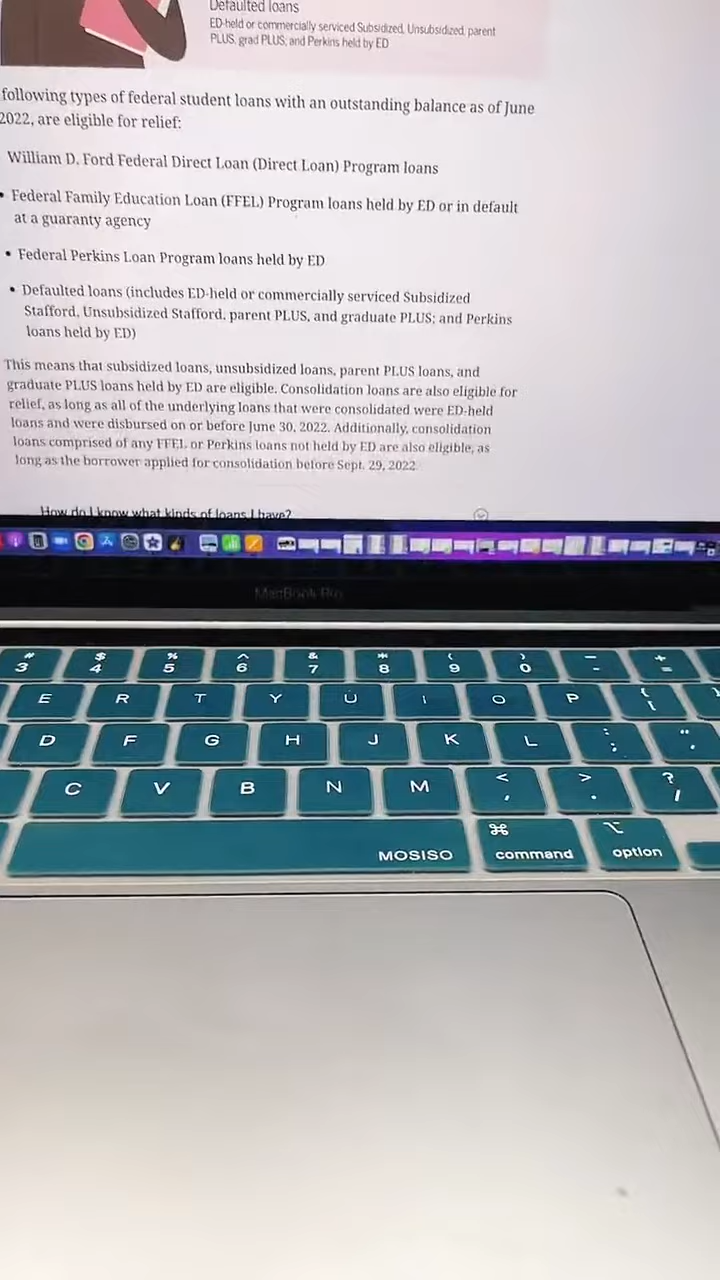 Defaulted loans
ED-held or commercially serviced Subsidized, Unsubsidized, parent
PLUS, grad PLUS; and Perkins held by ED
following types of federal student loans with an outstanding balance as of June
2022, are eligible for relief:
William D. Ford Federal Direct Loan (Direct Loan) Program loans
• Federal Family Education Loan (FFEL) Program loans held by ED or in default
at a guaranty agency
• Federal Perkins Loan Program loans held by ED
• Defaulted loans (includes ED-held or commercially serviced Subsidized
Stafford, Unsubsidized Stafford, parent PLUS, and graduate PLUS; and Perkins
loans held by ED)
This means that subsidized loans, unsubsidized loans, parent PLUS loans, and
graduate PLUS loans held by ED are eligible. Consolidation loans are also eligible for
relief, as long as all of the underlying loans that were consolidated were ED-held
loans and were disbursed on or before June 30, 2022. Additionally, consolidation
loans comprised of any FFEL or Perkins loans not held by ED are also eligible, as
long as the borrower applied for consolidation before Sept. 29, 2022.
How do I know what kinds of loans I have?
MacBook Pro
# $ % ^ & * ( ) _ +
3 4 5 6 7 8 9 0 - =
E R T Y U I O P { [
D F G H J K L : ; " '
C V B N M < , > . ? /
MOSISO ⌘ command ⌥ option